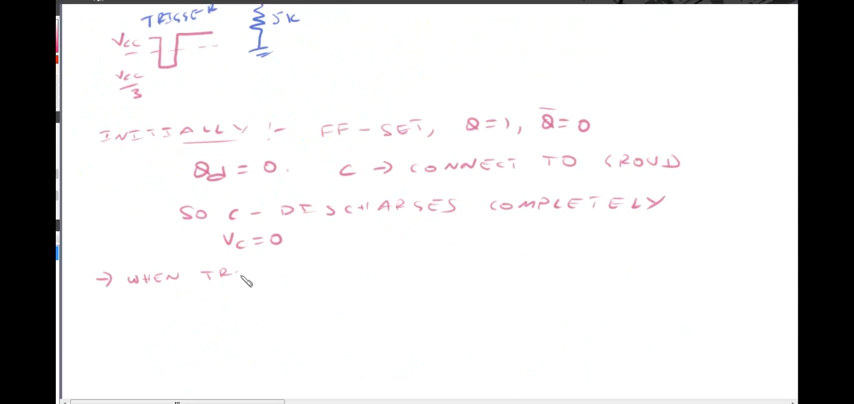 TRIGGER
5K
VCC
VCC/3
INITIALLY :- FF-SET, Q=1, Q̅=0
Qd = 0. C → CONNECT TO GROUD
SO C - DISCHARGES COMPLETELY
VC=0
→ WHEN TR